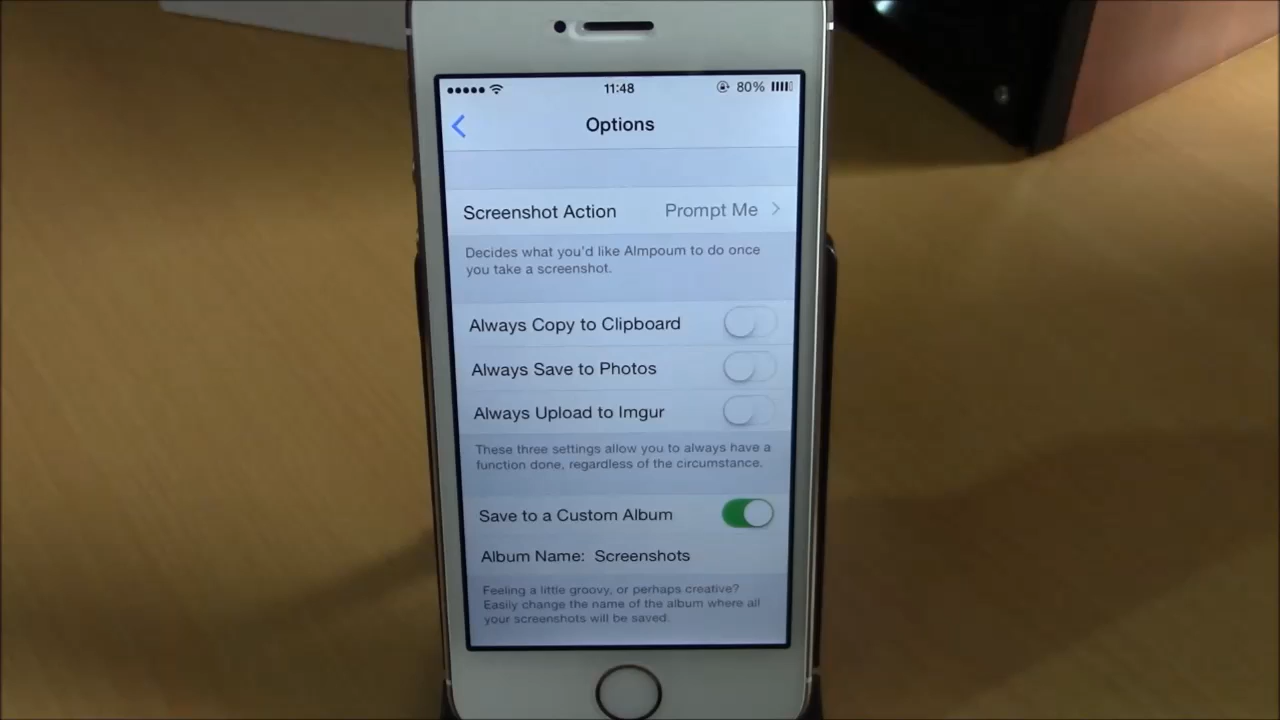 11:48 80%
Options
Screenshot Action Prompt Me
Decides what you'd like Almpoum to do once
you take a screenshot.
Always Copy to Clipboard
Always Save to Photos
Always Upload to Imgur
These three settings allow you to always have a
function done, regardless of the circumstance.
Save to a Custom Album
Album Name: Screenshots
Feeling a little groovy, or perhaps creative?
Easily change the name of the album where all
your screenshots will be saved.